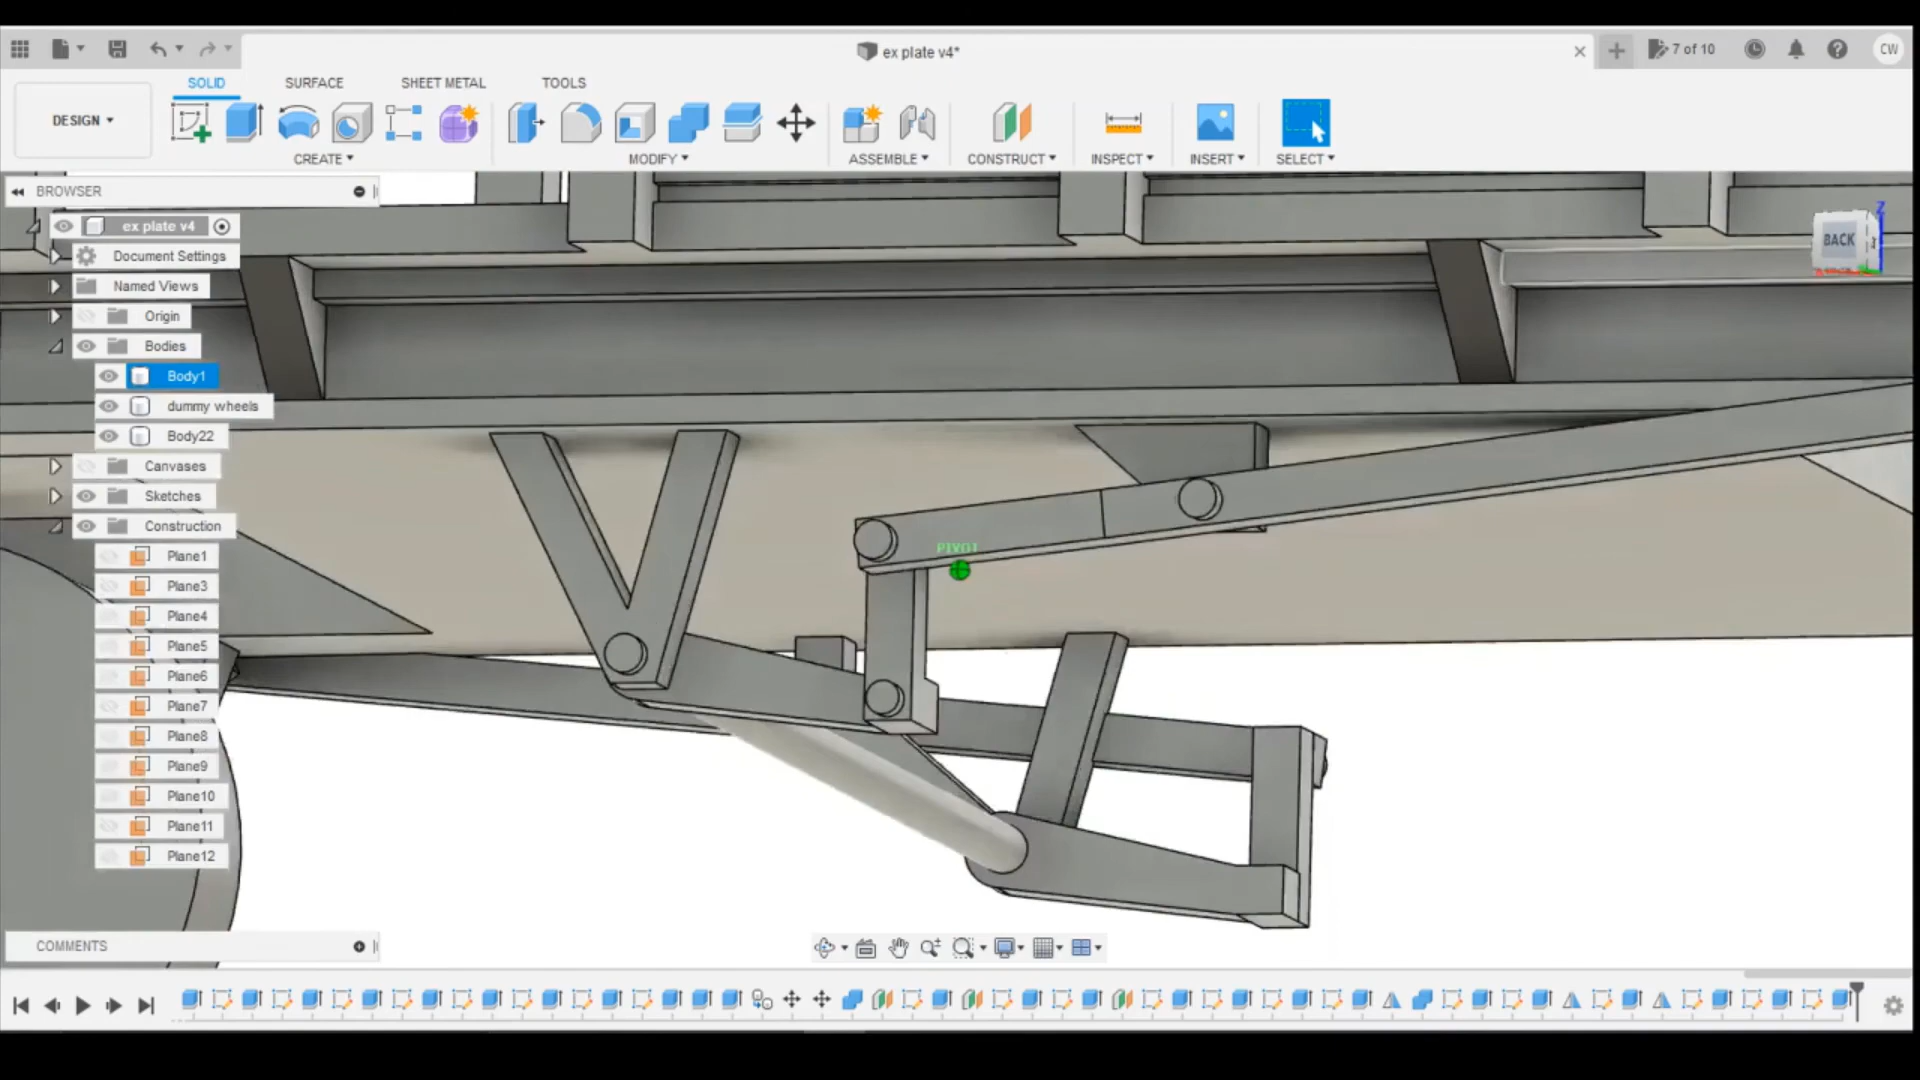 ex plate v4*
7 of 10
CW
DESIGN
SOLID
SURFACE
SHEET METAL
TOOLS
CREATE
MODIFY
ASSEMBLE
CONSTRUCT
INSPECT
INSERT
SELECT
BROWSER
ex plate v4
Document Settings
Named Views
Origin
Bodies
Body1
dummy wheels
Body22
Canvases
Sketches
Construction
Plane1
Plane3
Plane4
Plane5
Plane6
Plane7
Plane8
Plane9
Plane10
Plane11
Plane12
BACK
Z
PIVOT
COMMENTS